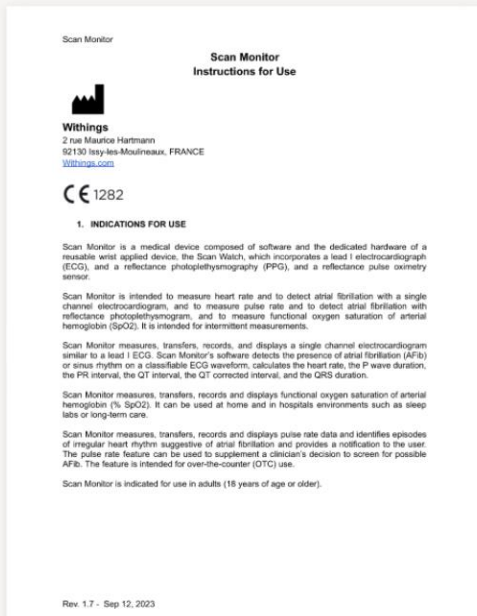 Scan Monitor
Scan Monitor
Instructions for Use
Withings
2 rue Maurice Hartmann
92130 Issy-les-Moulineaux, FRANCE
Withings.com
CE 1282
1. INDICATIONS FOR USE
Scan Monitor is a medical device composed of software and the dedicated hardware of a
reusable wrist applied device, the Scan Watch, which incorporates a lead I electrocardiograph
(ECG), and a reflectance photoplethysmography (PPG), and a reflectance pulse oximetry
sensor.
Scan Monitor is intended to measure heart rate and to detect atrial fibrillation with a single
channel electrocardiogram, and to measure pulse rate and to detect atrial fibrillation with
reflectance photoplethysmogram, and to measure functional oxygen saturation of arterial
hemoglobin (SpO2). It is intended for intermittent measurements.
Scan Monitor measures, transfers, records, and displays a single channel electrocardiogram
similar to a lead I ECG. Scan Monitor's software detects the presence of atrial fibrillation (AFib)
or sinus rhythm on a classifiable ECG waveform, calculates the heart rate, the P wave duration,
the PR interval, the QT interval, the QT corrected interval, and the QRS duration.
Scan Monitor measures, transfers, records and displays functional oxygen saturation of arterial
hemoglobin (% SpO2). It can be used at home and in hospitals environments such as sleep
labs or long-term care.
Scan Monitor measures, transfers, records and displays pulse rate data and identifies episodes
of irregular heart rhythm suggestive of atrial fibrillation and provides a notification to the user.
The pulse rate feature can be used to supplement a clinician's decision to screen for possible
AFib. The feature is intended for over-the-counter (OTC) use.
Scan Monitor is indicated for use in adults (18 years of age or older).
Rev. 1.7 - Sep 12, 2023